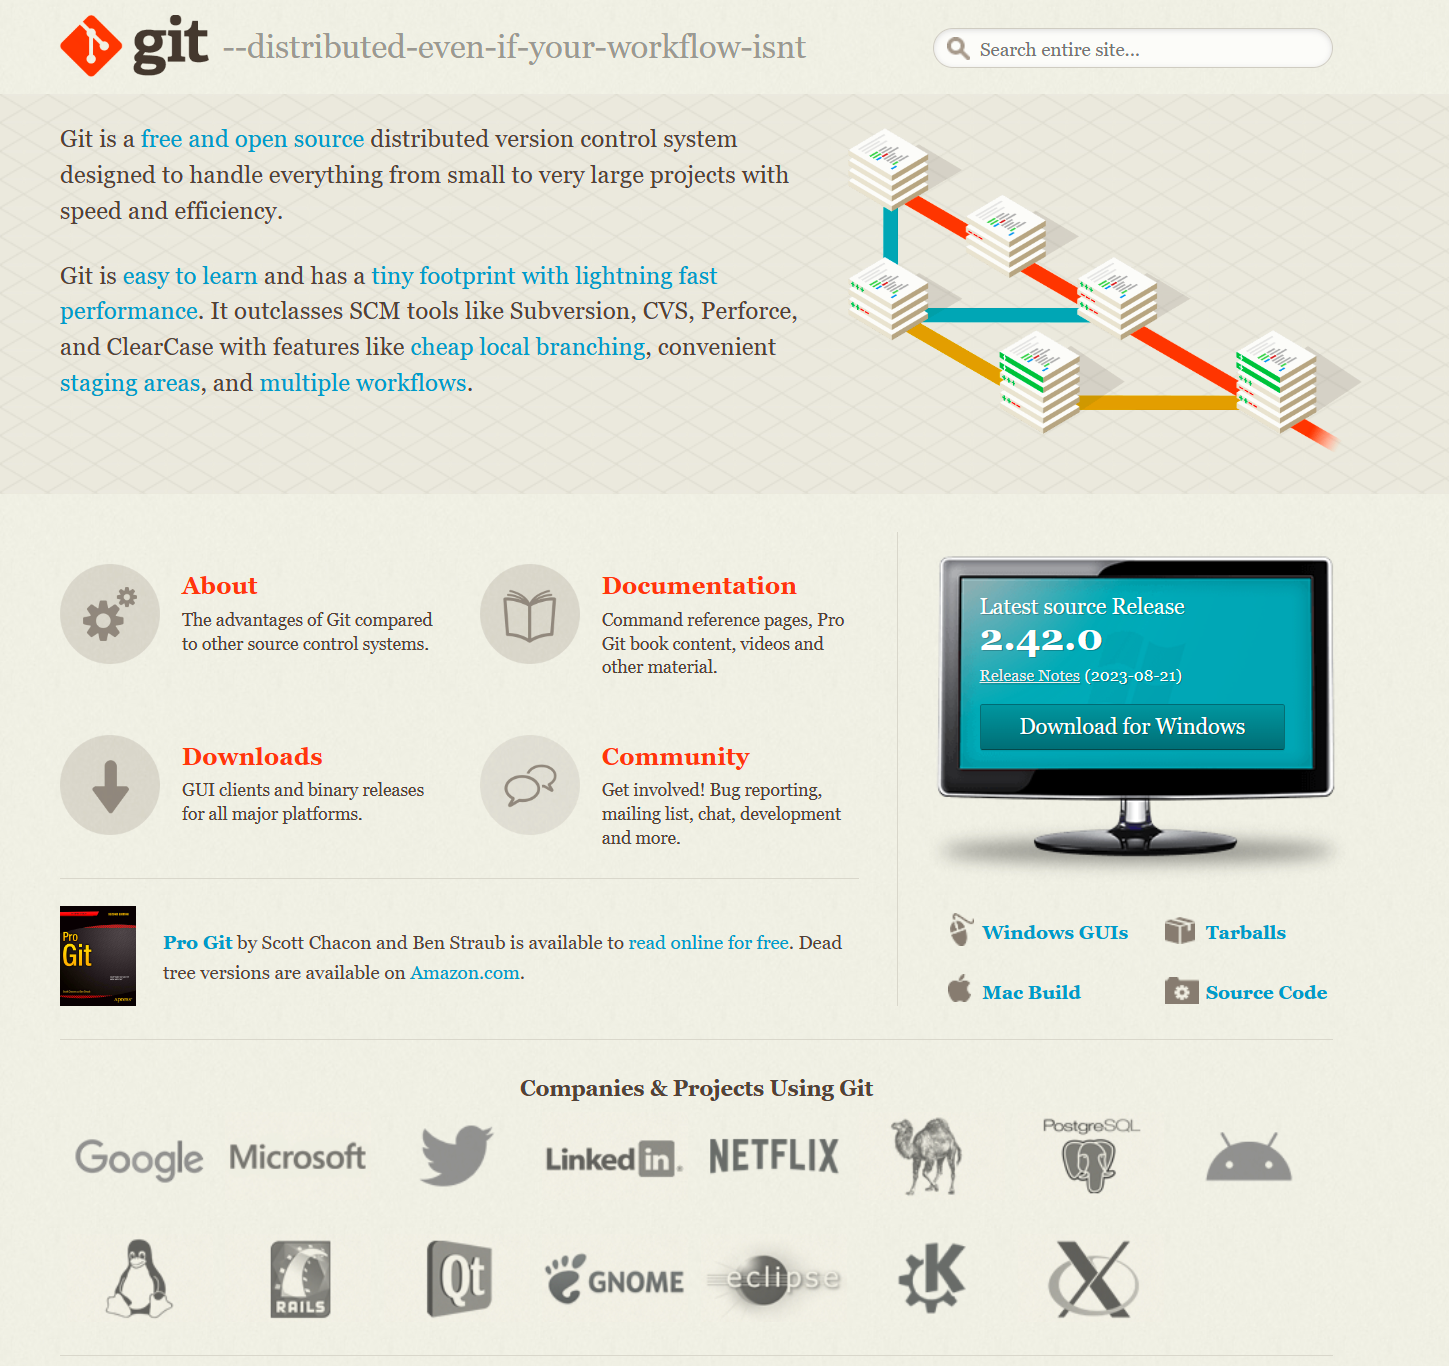 git --distributed-even-if-your-workflow-isnt
Search entire site...
Git is a free and open source distributed version control system
designed to handle everything from small to very large projects with
speed and efficiency.
Git is easy to learn and has a tiny footprint with lightning fast
performance. It outclasses SCM tools like Subversion, CVS, Perforce,
and ClearCase with features like cheap local branching, convenient
staging areas, and multiple workflows.
About
The advantages of Git compared
to other source control systems.
Documentation
Command reference pages, Pro
Git book content, videos and
other material.
Downloads
GUI clients and binary releases
for all major platforms.
Community
Get involved! Bug reporting,
mailing list, chat, development
and more.
Latest source Release
2.42.0
Release Notes (2023-08-21)
Download for Windows
Pro
Git
Apress
Pro Git by Scott Chacon and Ben Straub is available to read online for free. Dead
tree versions are available on Amazon.com.
Windows GUIs
Tarballs
Mac Build
Source Code
Companies & Projects Using Git
Google
Microsoft
Linked in
NETFLIX
PostgreSQL
RAILS
Qt
GNOME
eclipse
K
X